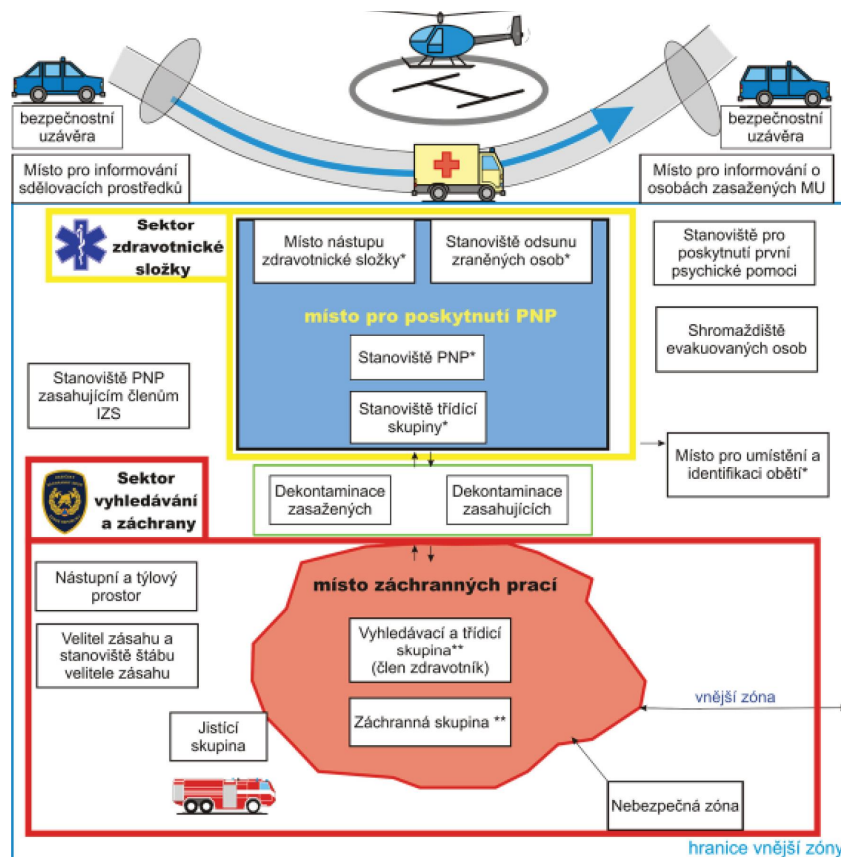 bezpečnostní
uzávěra
bezpečnostní
uzávěra
Místo pro informování
sdělovacích prostředků
Místo pro informování o
osobách zasažených MU
Sektor
zdravotnické
složky
Místo nástupu
zdravotnické složky*
Stanoviště odsunu
zraněných osob*
Stanoviště pro
poskytnutí první
psychické pomoci
místo pro poskytnutí PNP
Shromaždiště
evakuovaných osob
Stanoviště PNP*
Stanoviště PNP
zasahujícím členům
IZS
Stanoviště třídící
skupiny*
Místo pro umístění a
identifikaci obětí*
Sektor
vyhledávání
a záchrany
Dekontaminace
zasažených
Dekontaminace
zasahujících
místo záchranných prací
Nástupní a týlový
prostor
Vyhledávací a třídicí
skupina**
(člen zdravotník)
Velitel zásahu a
stanoviště štábu
velitele zásahu
vnější zóna
Záchranná skupina **
Jistící
skupina
Nebezpečná zóna
hranice vnější zóny